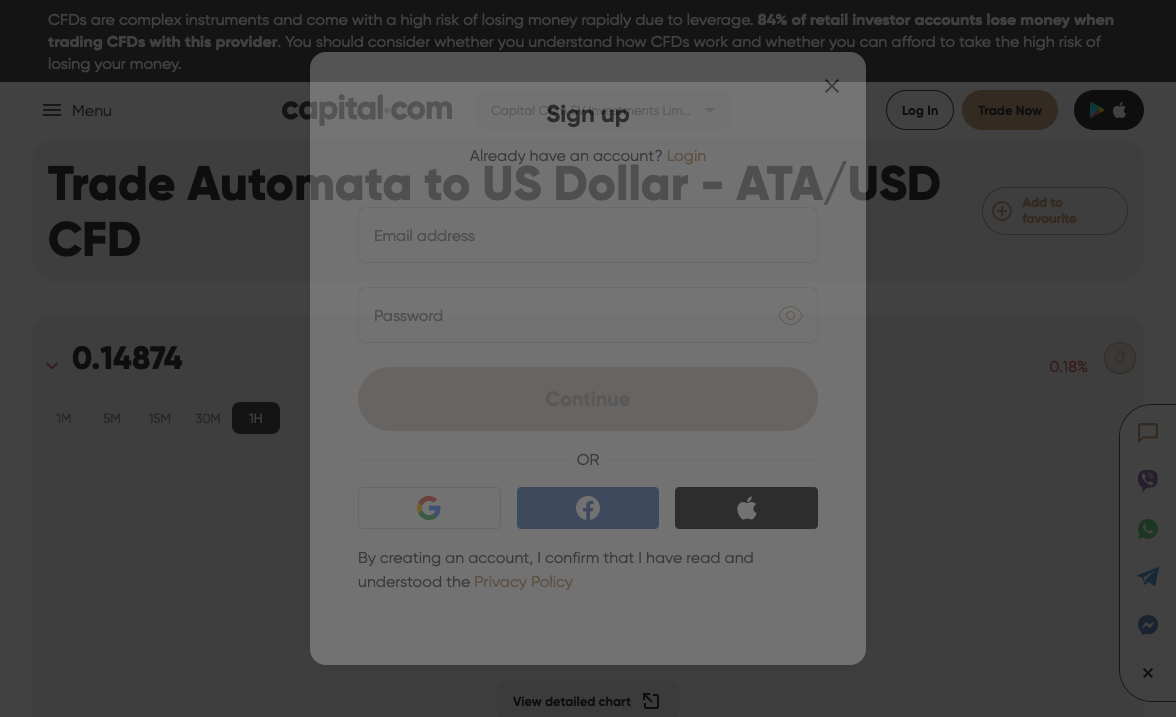 CFDs are complex instruments and come with a high risk of losing money rapidly due to leverage. 84% of retail investor accounts lose money when
trading CFDs with this provider. You should consider whether you understand how CFDs work and whether you can afford to take the high risk of
losing your money.
Menu
capital.com
Log In
Trade Now
Sign up
Already have an account? Login
Trade Automata to US Dollar - ATA/USD
CFD
Add to
favourite
Email address
Password
0.14874
0.18%
1M 5M 15M 30M 1H
Continue
OR
By creating an account, I confirm that I have read and
understood the Privacy Policy
View detailed chart